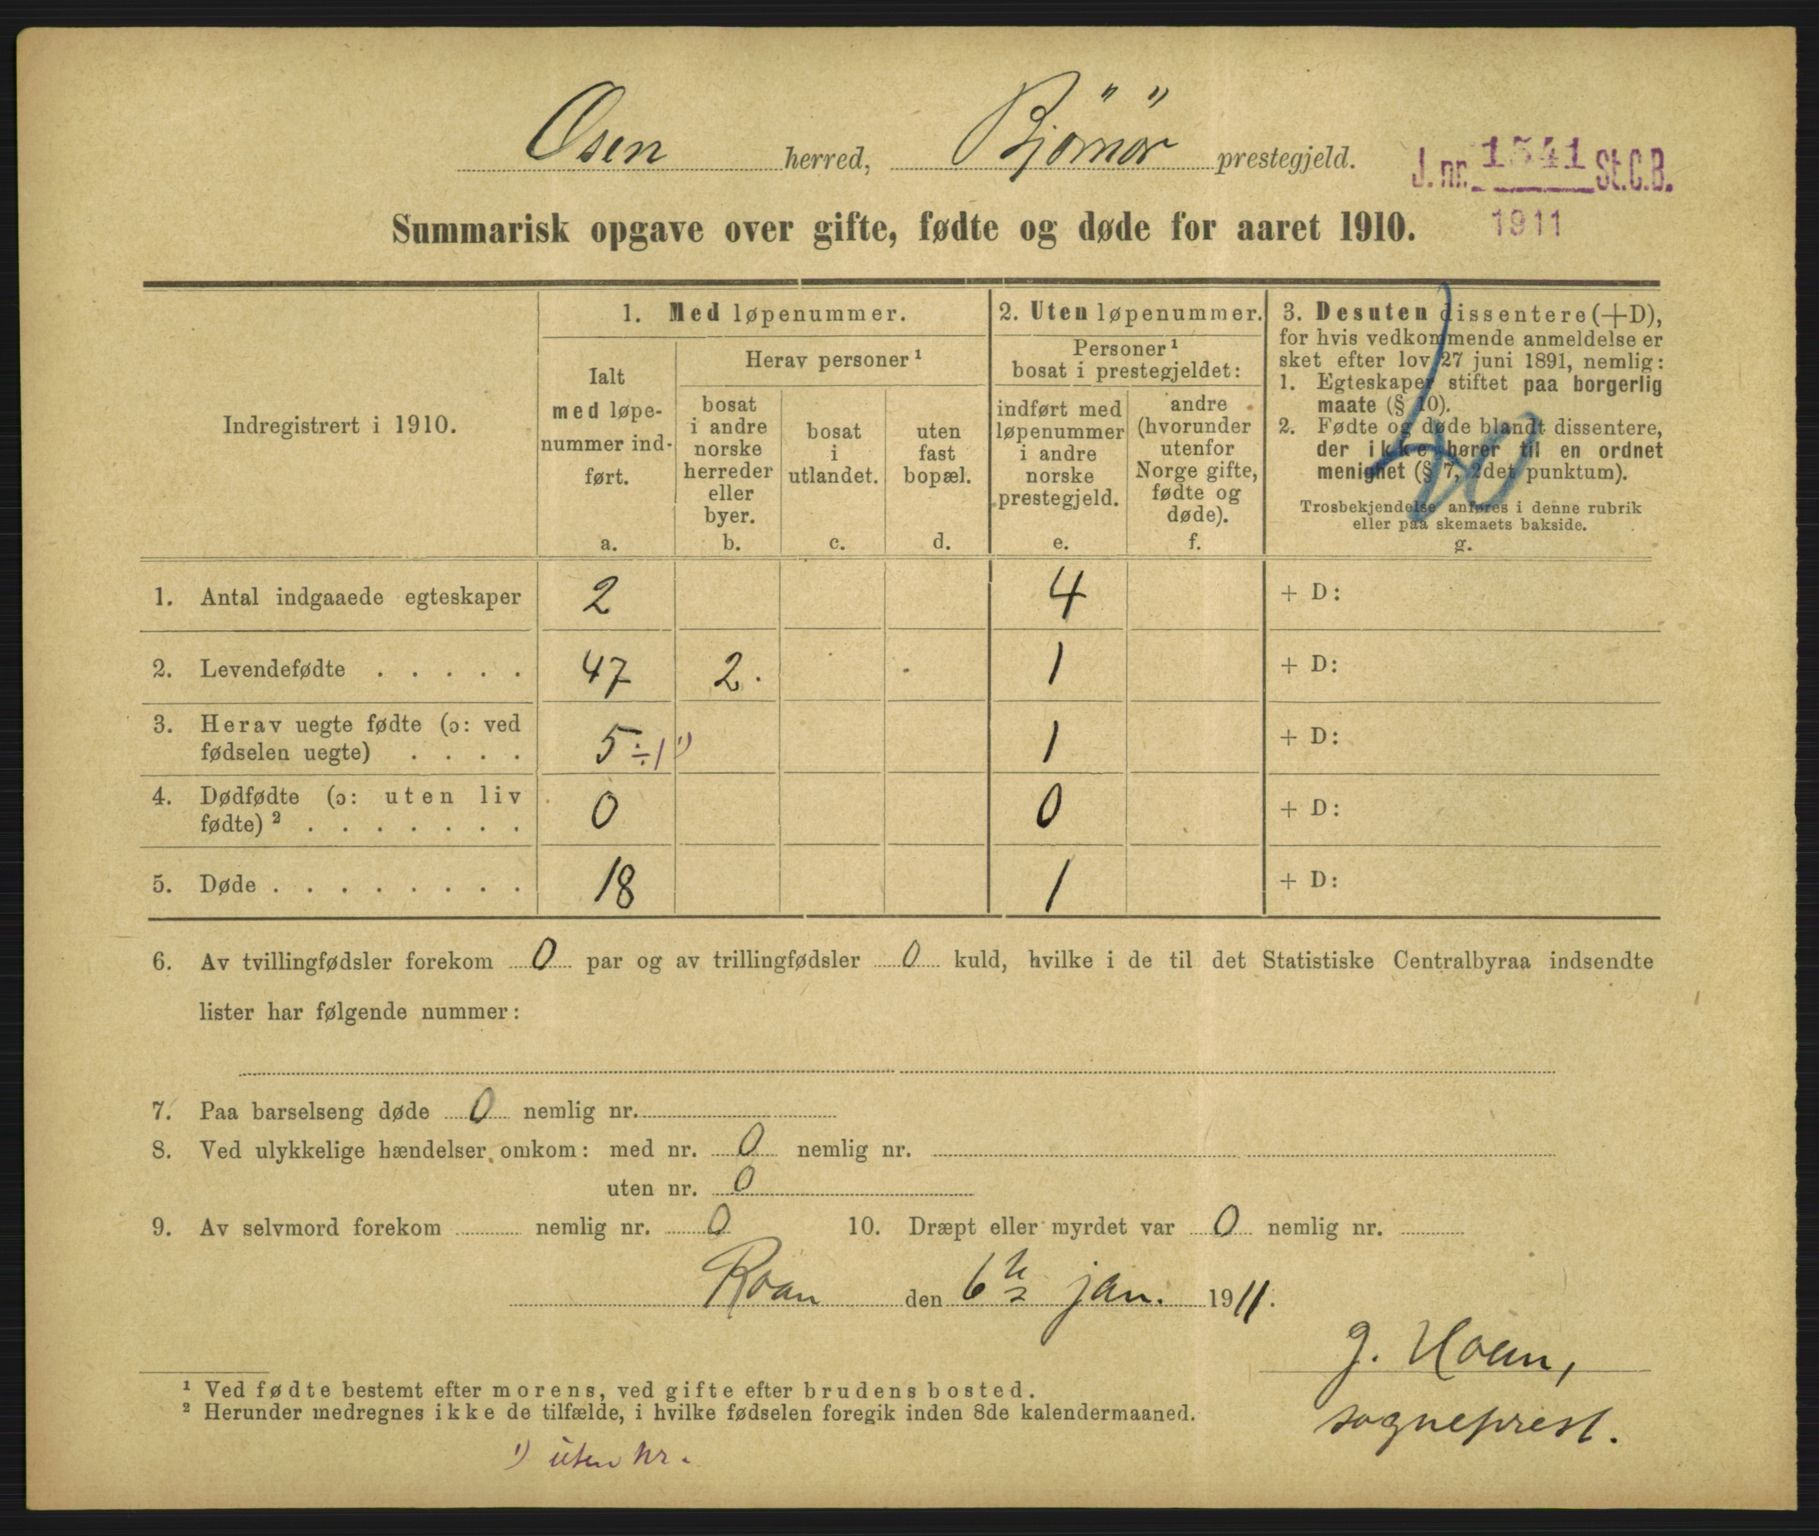 Osen herred, Bjørnør prestegjeld.
J. nr. 1541 St.C.B.
1911
Summarisk opgave over gifte, fødte og døde for aaret 1910.
Indregistrert i 1910.
1. Med løpenummer.
Ialt
med løpe-
nummer ind-
ført.
a.
Herav personer¹
bosat
i andre
norske
herreder
eller
byer.
b.
bosat
i
utlandet.
c.
uten
fast
bopæl.
d.
2. Uten løpenummer.
Personer¹
bosat i prestegjeldet:
indført med
løpenummer
i andre
norske
prestegjeld.
e.
andre
(hvorunder
utenfor
Norge gifte,
fødte og
døde).
f.
3. Desuten dissentere (+D),
for hvis vedkommende anmeldelse er
sket efter lov 27 juni 1891, nemlig:
1. Egteskaper stiftet paa borgerlig
maate (§ 10).
2. Fødte og døde blandt dissentere,
der ikke hører til en ordnet
menighet (§ 7, 2det punktum).
Trosbekjendelse anføres i denne rubrik
eller paa skemaets bakside.
g.
1. Antal indgaaede egteskaper 2 4 + D:
2. Levendefødte . . . . . 47 2. 1 + D:
3. Herav uegte fødte (ɔ: ved
fødselen uegte) . . . . 5 ÷1 ¹) 1 + D:
4. Dødfødte (ɔ: uten liv
fødte)² . . . . . . . 0 0 + D:
5. Døde . . . . . . . . 18 1 + D:
6. Av tvillingfødsler forekom 0 par og av trillingfødsler 0 kuld, hvilke i de til det Statistiske Centralbyraa indsendte
lister har følgende nummer:
7. Paa barselseng døde 0 nemlig nr.
8. Ved ulykkelige hændelser omkom: med nr. 0 nemlig nr.
uten nr. 0
9. Av selvmord forekom nemlig nr. 0 10. Dræpt eller myrdet var 0 nemlig nr.
Roan den 6te jan. 1911.
J. Hoem,
sogneprest.
¹ Ved fødte bestemt efter morens, ved gifte efter brudens bosted.
² Herunder medregnes ikke de tilfælde, i hvilke fødselen foregik inden 8de kalendermaaned.
¹) uten nr.